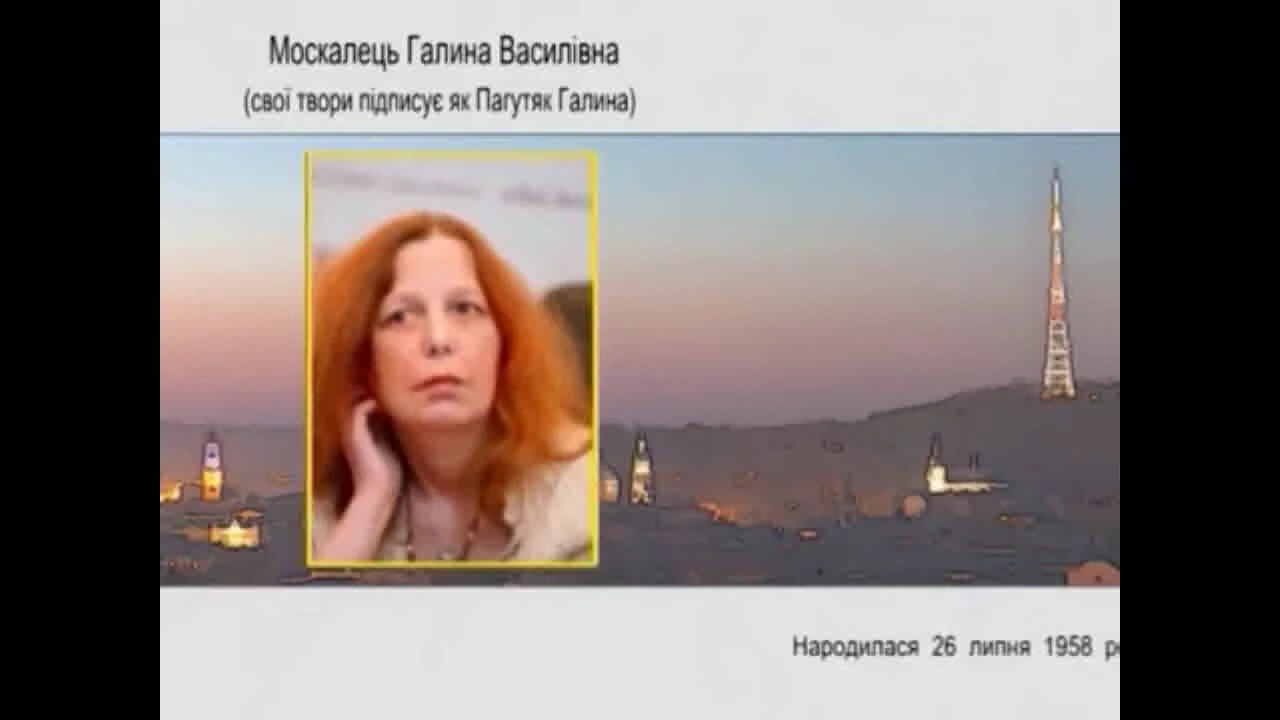 Москалець Галина Василівна
(свої твори підписує як Пагутяк Галина)
Народилася 26 липня 1958